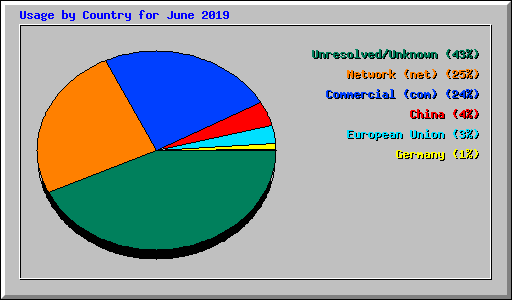 Usage by Country for June 2019
Unresolved/Unknown (43%)
Network (net) (25%)
Commercial (com) (24%)
China (4%)
European Union (3%)
Germany (1%)